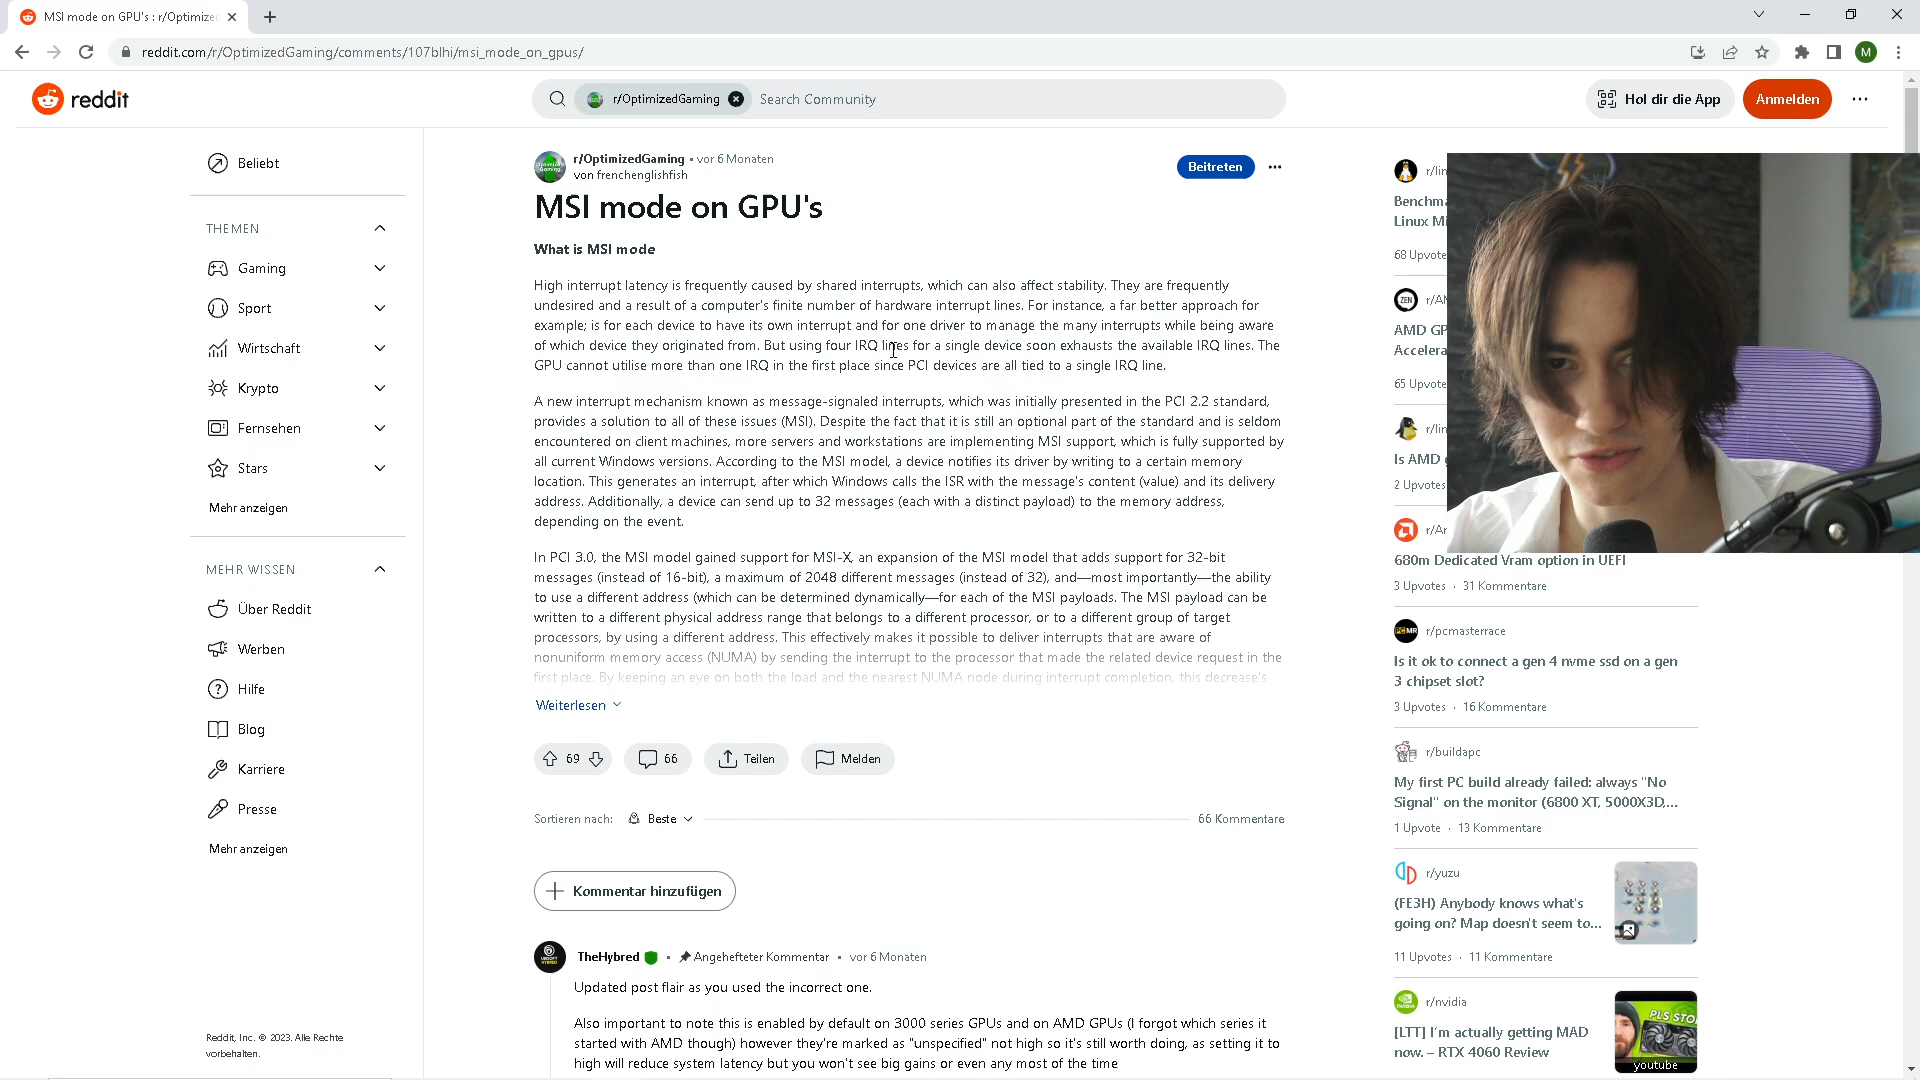 MSI mode on GPU's : r/Optimize
reddit.com/r/OptimizedGaming/comments/107blhi/msi_mode_on_gpus/
M
reddit
r/OptimizedGaming
Search Community
Hol dir die App
Anmelden
Beliebt
THEMEN
Gaming
Sport
Wirtschaft
Krypto
Fernsehen
Stars
Mehr anzeigen
MEHR WISSEN
Über Reddit
Werben
Hilfe
Blog
Karriere
Presse
Mehr anzeigen
Reddit, Inc. © 2023. Alle Rechte
vorbehalten.
r/OptimizedGaming • vor 6 Monaten
von frenchenglishfish
Beitreten
MSI mode on GPU's
What is MSI mode
High interrupt latency is frequently caused by shared interrupts, which can also affect stability. They are frequently
undesired and a result of a computer's finite number of hardware interrupt lines. For instance, a far better approach for
example; is for each device to have its own interrupt and for one driver to manage the many interrupts while being aware
of which device they originated from. But using four IRQ lines for a single device soon exhausts the available IRQ lines. The
GPU cannot utilise more than one IRQ in the first place since PCI devices are all tied to a single IRQ line.
A new interrupt mechanism known as message-signaled interrupts, which was initially presented in the PCI 2.2 standard,
provides a solution to all of these issues (MSI). Despite the fact that it is still an optional part of the standard and is seldom
encountered on client machines, more servers and workstations are implementing MSI support, which is fully supported by
all current Windows versions. According to the MSI model, a device notifies its driver by writing to a certain memory
location. This generates an interrupt, after which Windows calls the ISR with the message's content (value) and its delivery
address. Additionally, a device can send up to 32 messages (each with a distinct payload) to the memory address,
depending on the event.
In PCI 3.0, the MSI model gained support for MSI-X, an expansion of the MSI model that adds support for 32-bit
messages (instead of 16-bit), a maximum of 2048 different messages (instead of 32), and—most importantly—the ability
to use a different address (which can be determined dynamically—for each of the MSI payloads. The MSI payload can be
written to a different physical address range that belongs to a different processor, or to a different group of target
processors, by using a different address. This effectively makes it possible to deliver interrupts that are aware of
nonuniform memory access (NUMA) by sending the interrupt to the processor that made the related device request in the
first place. By keeping an eye on both the load and the nearest NUMA node during interrupt completion, this decrease's
Weiterlesen
69
66
Teilen
Melden
Sortieren nach:
Beste
66 Kommentare
Kommentar hinzufügen
TheHybred • Angehefteter Kommentar • vor 6 Monaten
Updated post flair as you used the incorrect one.
Also important to note this is enabled by default on 3000 series GPUs and on AMD GPUs (I forgot which series it
started with AMD though) however they're marked as "unspecified" not high so it's still worth doing, as setting it to
high will reduce system latency but you won't see big gains or even any most of the time
r/lin
Benchma
Linux Mi
68 Upvote
ZEN
r/AM
AMD GP
Accelera
65 Upvote
r/lin
Is AMD g
2 Upvotes
r/Ar
680m Dedicated Vram option in UEFI
3 Upvotes · 31 Kommentare
PCMR
r/pcmasterrace
Is it ok to connect a gen 4 nvme ssd on a gen
3 chipset slot?
3 Upvotes · 16 Kommentare
r/buildapc
My first PC build already failed: always "No
Signal" on the monitor (6800 XT, 5000X3D,...
1 Upvote · 13 Kommentare
r/yuzu
(FE3H) Anybody knows what's
going on? Map doesn't seem to...
11 Upvotes · 11 Kommentare
r/nvidia
[LTT] I'm actually getting MAD
now. – RTX 4060 Review
PLS STO
youtube